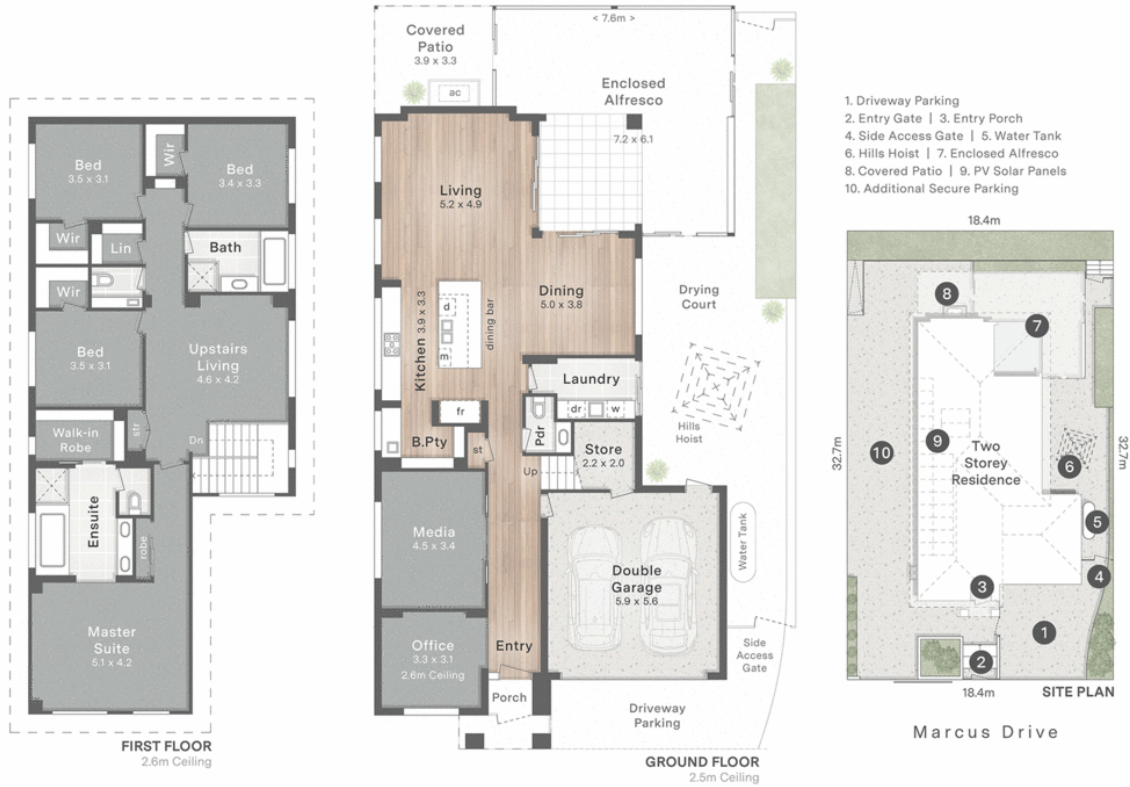 Bed
3.5 x 3.1
Wir
Bed
3.4 x 3.3
Wir
Lin
Bath
Wir
Bed
3.5 x 3.1
Upstairs
Living
4.6 x 4.2
Walk-in
Robe
str
Dn
Ensuite
robe
Master
Suite
5.1 x 4.2
FIRST FLOOR
2.6m Ceiling
Covered
Patio
3.9 x 3.3
ac
< 7.6m >
Enclosed
Alfresco
7.2 x 6.1
Living
5.2 x 4.9
Dining
5.0 x 3.8
Kitchen 3.9 x 3.3
d
m
dining bar
Drying
Court
Laundry
dr
w
fr
B.Pty
st
Pdr
Up
Store
2.2 x 2.0
Hills
Hoist
Media
4.5 x 3.4
Double
Garage
5.9 x 5.6
Water Tank
Office
3.3 x 3.1
2.6m Ceiling
Entry
Side
Access
Gate
Porch
Driveway
Parking
GROUND FLOOR
2.5m Ceiling
1. Driveway Parking
2. Entry Gate | 3. Entry Porch
4. Side Access Gate | 5. Water Tank
6. Hills Hoist | 7. Enclosed Alfresco
8. Covered Patio | 9. PV Solar Panels
10. Additional Secure Parking
18.4m
8
7
32.7m
10
9
Two
Storey
Residence
6
32.7m
5
4
3
1
2
18.4m
SITE PLAN
Marcus Drive